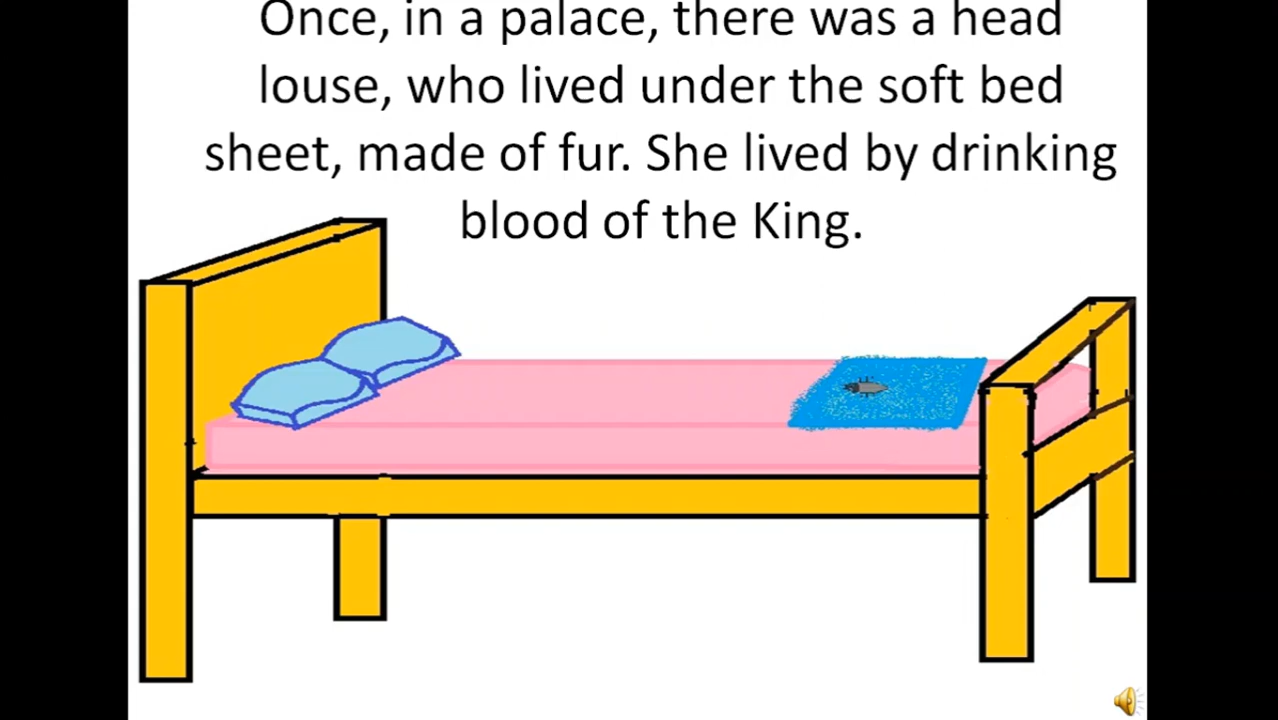 Once, in a palace, there was a head
louse, who lived under the soft bed
sheet, made of fur. She lived by drinking
blood of the King.